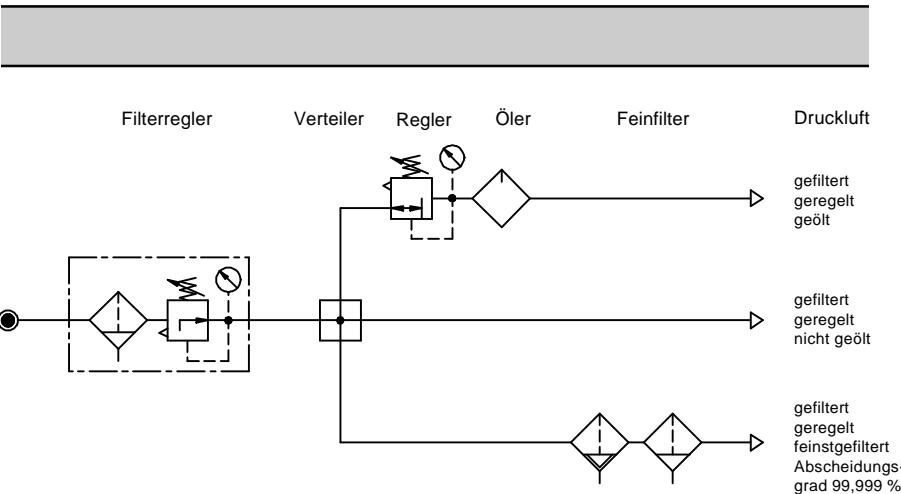 Filterregler
Verteiler
Regler
Öler
Feinfilter
Druckluft
gefiltert
geregelt
geölt
gefiltert
geregelt
nicht geölt
gefiltert
geregelt
feinstgefiltert
Abscheidungs-
grad 99,999 %